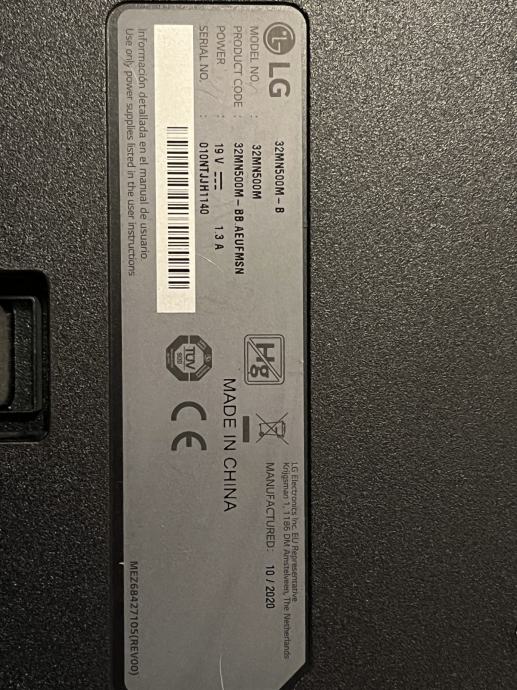 LG
32MN500M - B
MODEL NO. : 32MN500M
PRODUCT CODE : 32MN500M - BB.AEUFMSN
POWER : 19 V 1.3 A
SERIAL NO. : 010NTJJH1140
Información detallada en el manual de usuario.
Use only power supplies listed in the user instructions
Hg
TÜV
SÜD
CE
MADE IN CHINA
LG Electronics Inc. EU Representative
Krijgsman 1, 1186 DM Amstelveen, The Netherlands
MANUFACTURED : 10 / 2020
MEZ68427105(REV00)